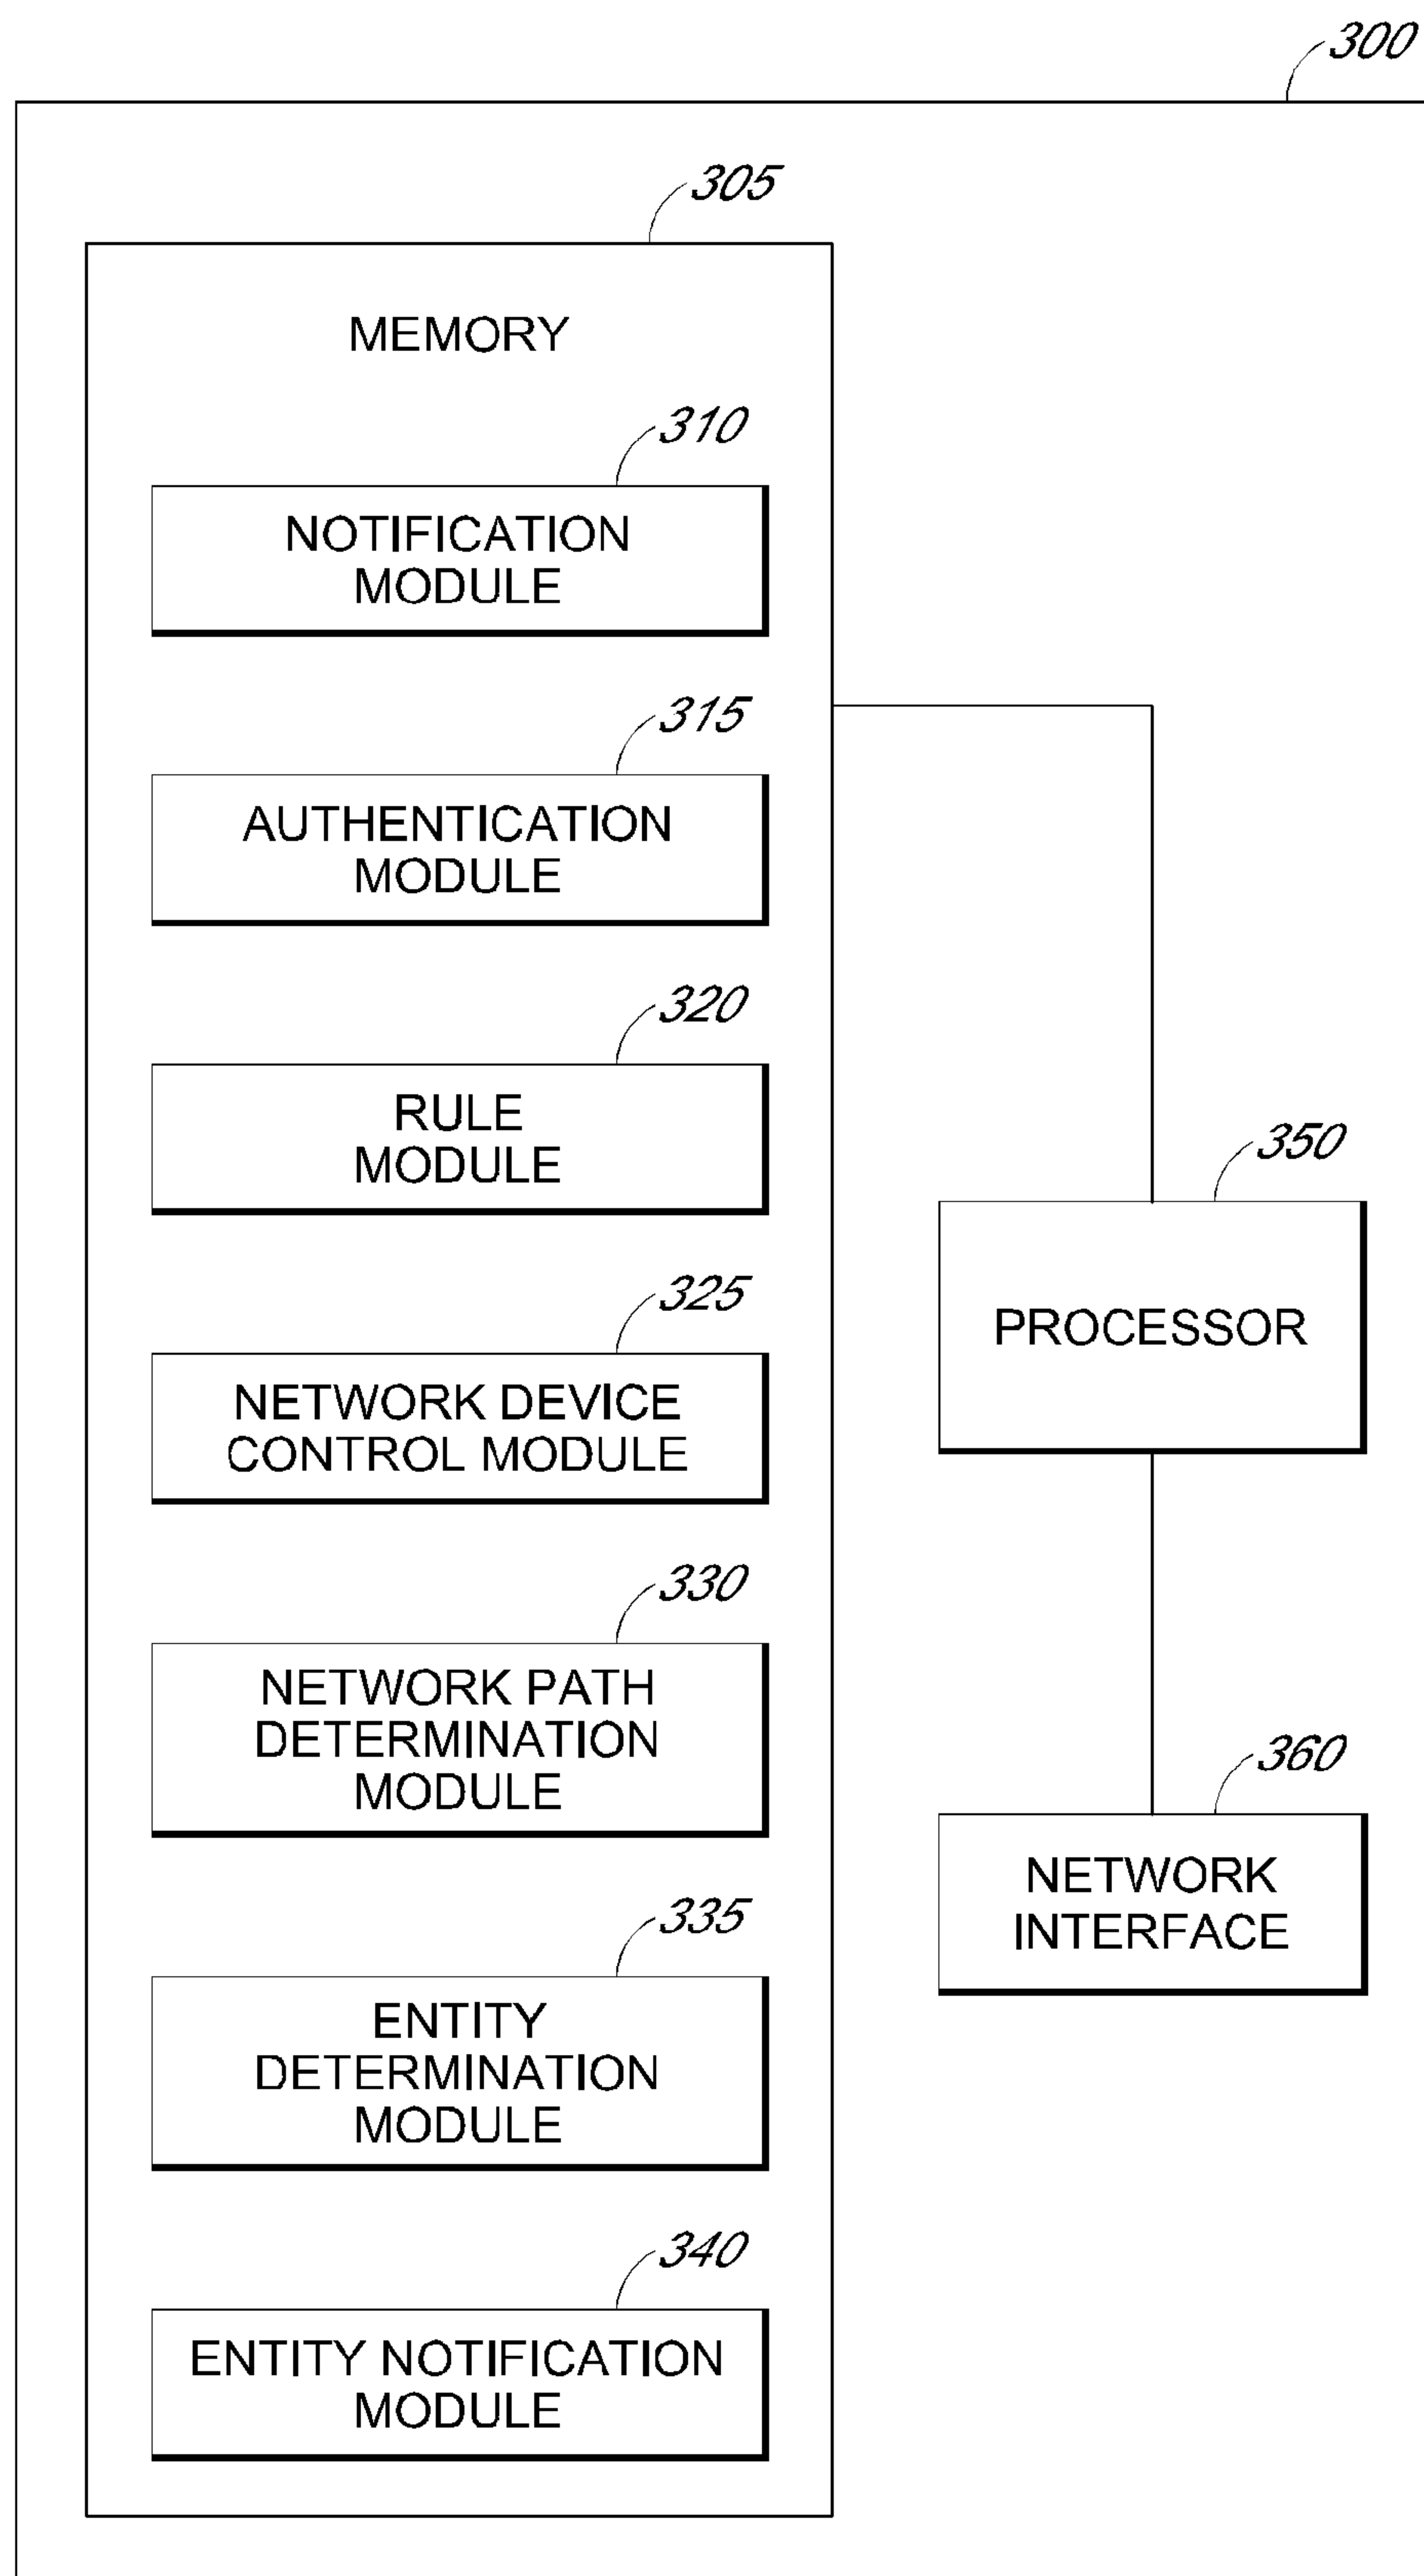 300
305
MEMORY
310
NOTIFICATION
MODULE
315
AUTHENTICATION
MODULE
320
RULE
MODULE
325
NETWORK DEVICE
CONTROL MODULE
330
NETWORK PATH
DETERMINATION
MODULE
335
ENTITY
DETERMINATION
MODULE
340
ENTITY NOTIFICATION
MODULE
350
PROCESSOR
360
NETWORK
INTERFACE